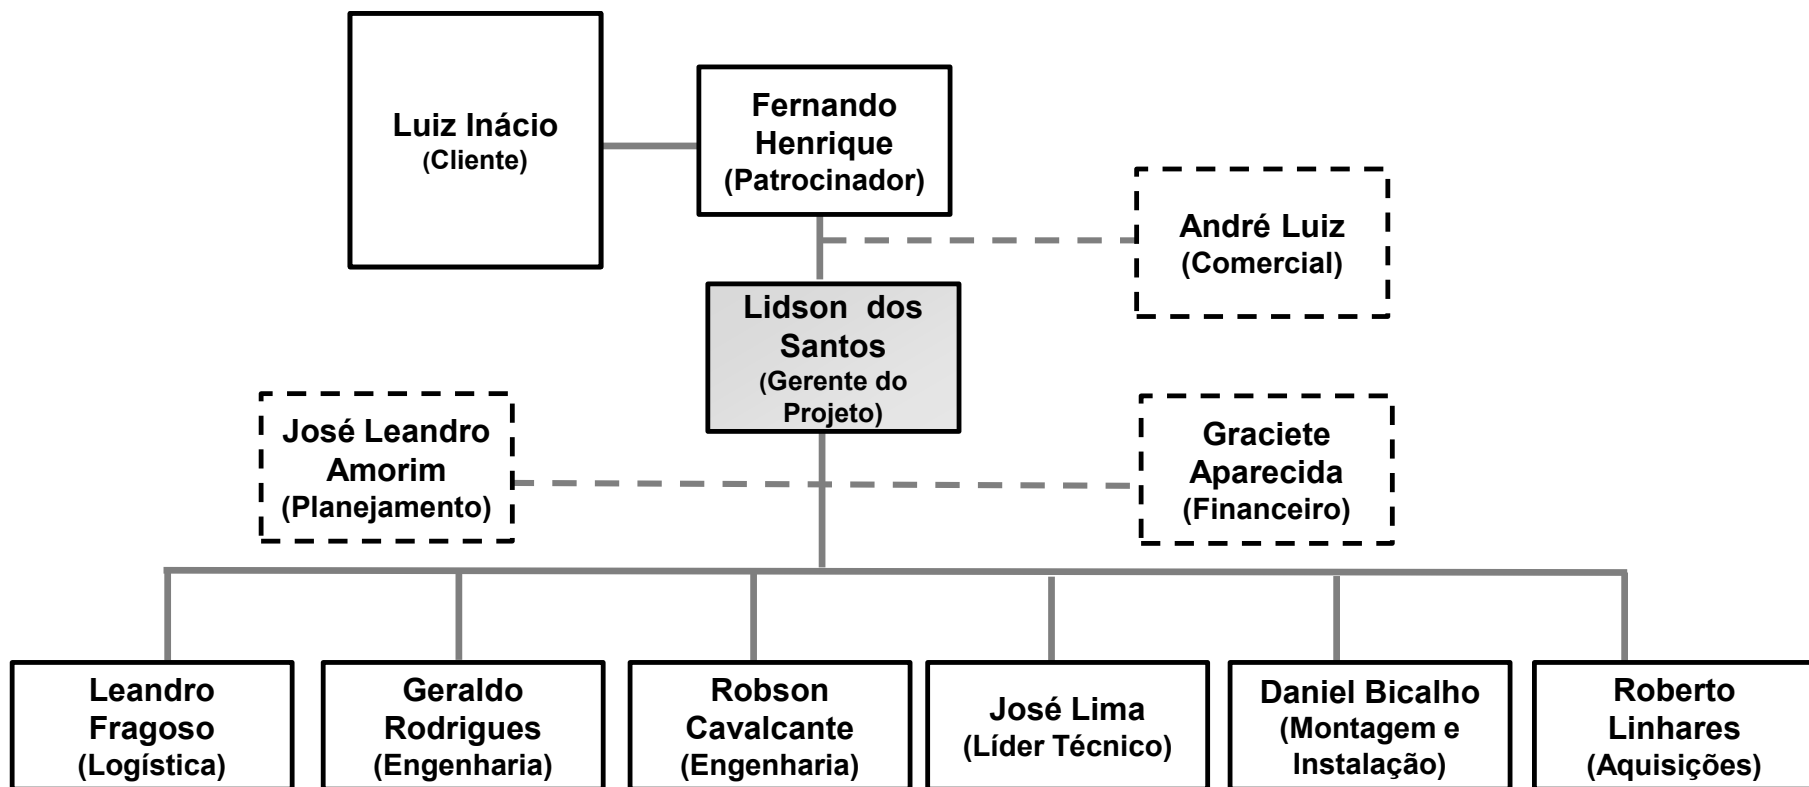 Luiz Inácio
(Cliente)
Fernando
Henrique
(Patrocinador)
André Luiz
(Comercial)
Lidson dos
Santos
(Gerente do
Projeto)
José Leandro
Amorim
(Planejamento)
Graciete
Aparecida
(Financeiro)
Leandro
Fragoso
(Logística)
Geraldo
Rodrigues
(Engenharia)
Robson
Cavalcante
(Engenharia)
José Lima
(Líder Técnico)
Daniel Bicalho
(Montagem e
Instalação)
Roberto
Linhares
(Aquisições)